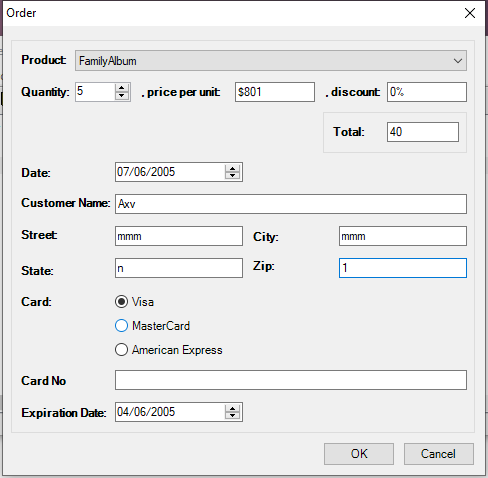 Order
Product: FamilyAlbum
Quantity: 5 , price per unit: $801 , discount: 0%
Total: 40
Date: 07/06/2005
Customer Name: Axv
Street: mmm City: mmm
State: n Zip: 1
Card: Visa
MasterCard
American Express
Card No
Expiration Date: 04/06/2005
OK Cancel